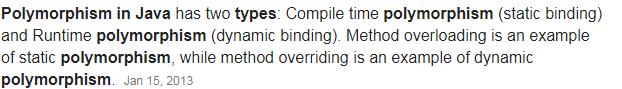 Polymorphism in Java has two types: Compile time polymorphism (static binding)
and Runtime polymorphism (dynamic binding). Method overloading is an example
of static polymorphism, while method overriding is an example of dynamic
polymorphism. Jan 15, 2013